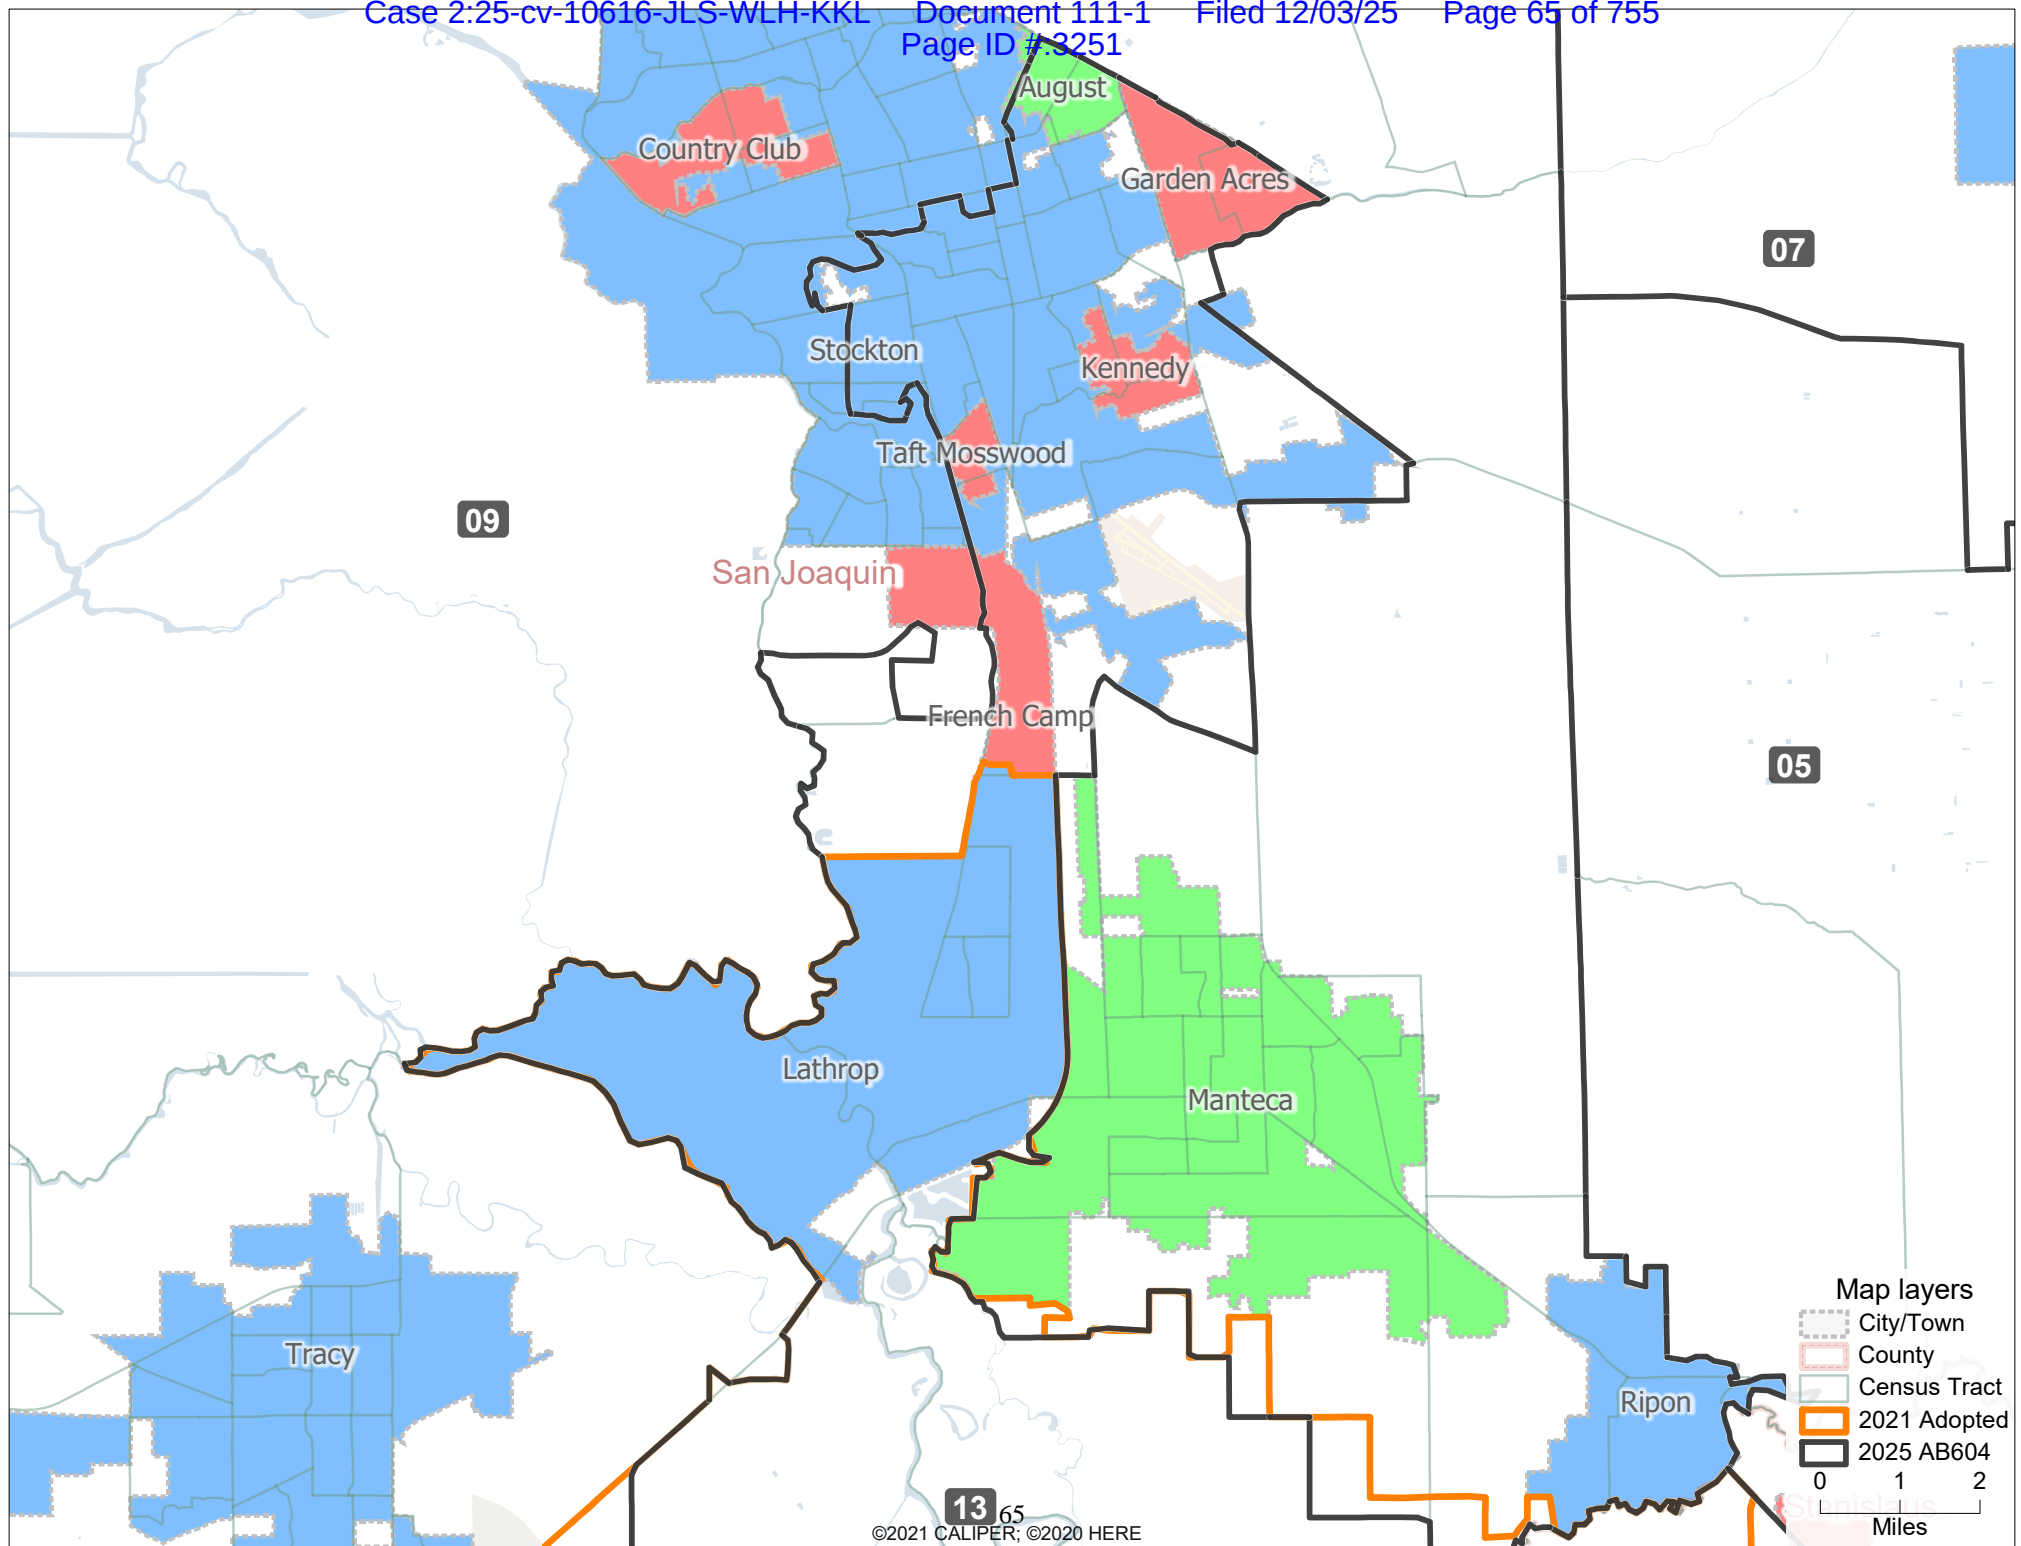 Case 2:25-cv-10616-JLS-WLH-KKL Document 111-1 Filed 12/03/25 Page 65 of 755
Page ID #:3251
August
Country Club
Garden Acres
07
Stockton
Kennedy
Taft Mosswood
09
San Joaquin
French Camp
05
Lathrop
Manteca
Tracy
Ripon
Map layers
City/Town
County
Census Tract
2021 Adopted
2025 AB604
0 1 2
Miles
Stanislaus
13
65
©2021 CALIPER; ©2020 HERE